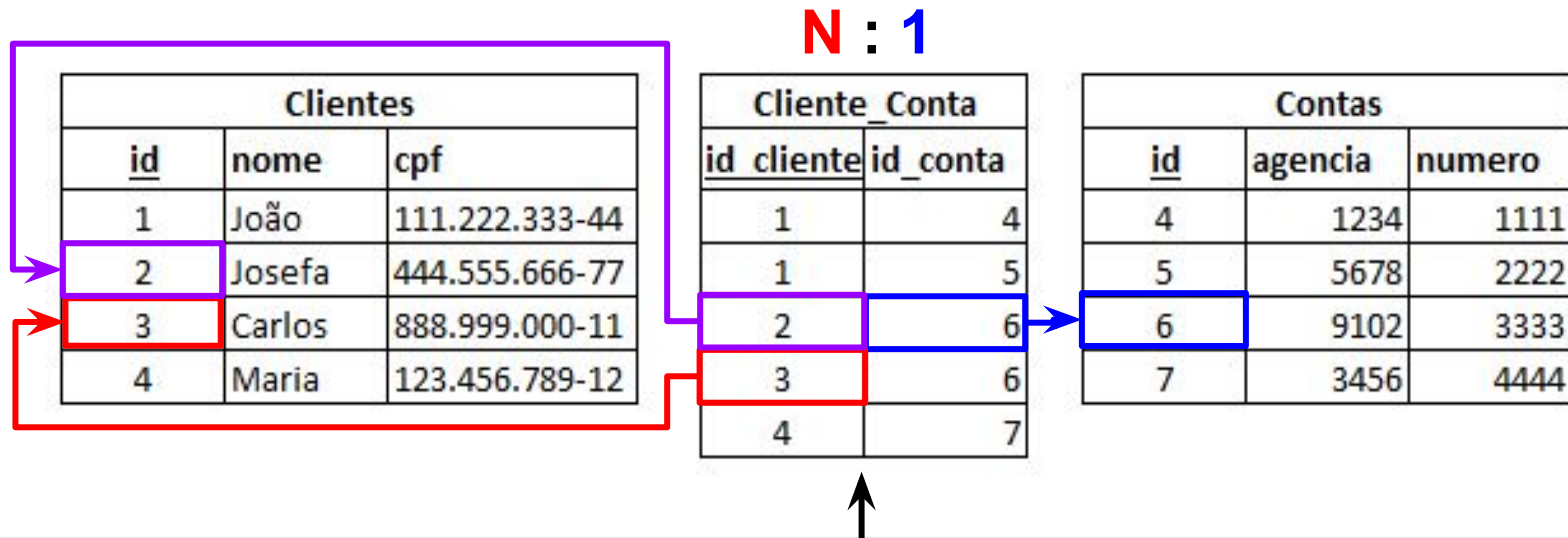 N : 1
Clientes
id nome cpf
1 João 111.222.333-44
2 Josefa 444.555.666-77
3 Carlos 888.999.000-11
4 Maria 123.456.789-12
Cliente_Conta
id_cliente id_conta
1 4
1 5
2 6
3 6
4 7
Contas
id agencia numero
4 1234 1111
5 5678 2222
6 9102 3333
7 3456 4444